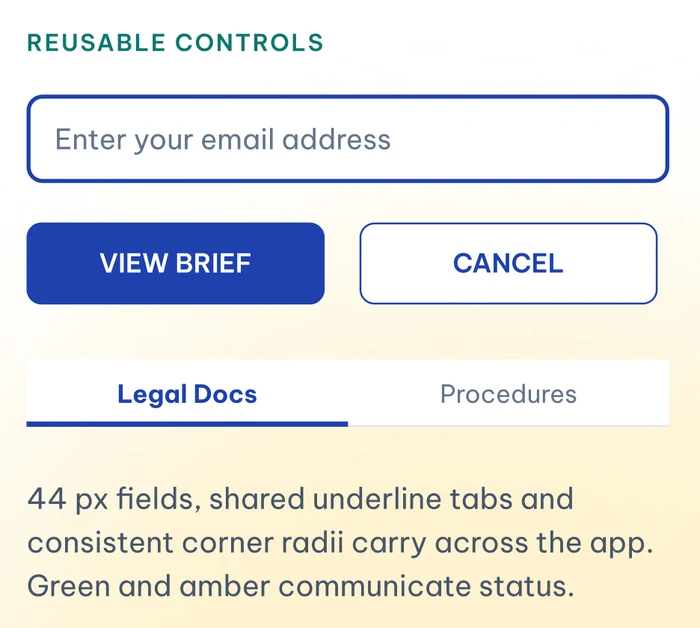 REUSABLE CONTROLS
Enter your email address
VIEW BRIEF
CANCEL
Legal Docs
Procedures
44 px fields, shared underline tabs and
consistent corner radii carry across the app.
Green and amber communicate status.